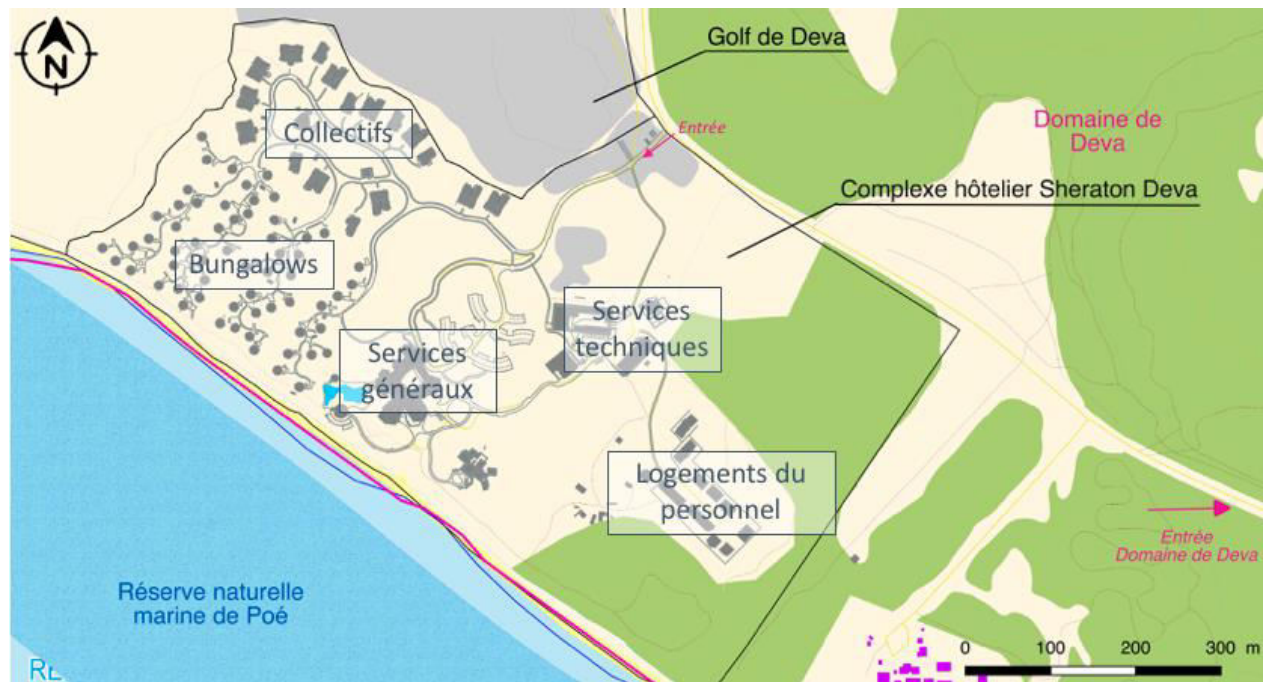 N
Golf de Deva
Entrée
Domaine de
Deva
Collectifs
Complexe hôtelier Sheraton Deva
Bungalows
Services
techniques
Services
généraux
Logements du
personnel
Entrée
Domaine de Deva
Réserve naturelle
marine de Poé
0 100 200 300 m